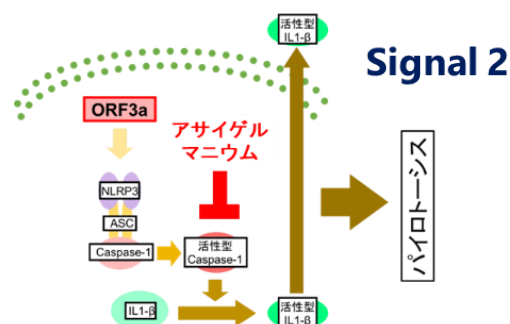 活性型
IL1-β
Signal 2
ORF3a
アサイゲル
マニウム
NLRP3
ASC
Caspase-1
活性型
Caspase-1
パイロトーシス
IL1-β
活性型
IL1-β